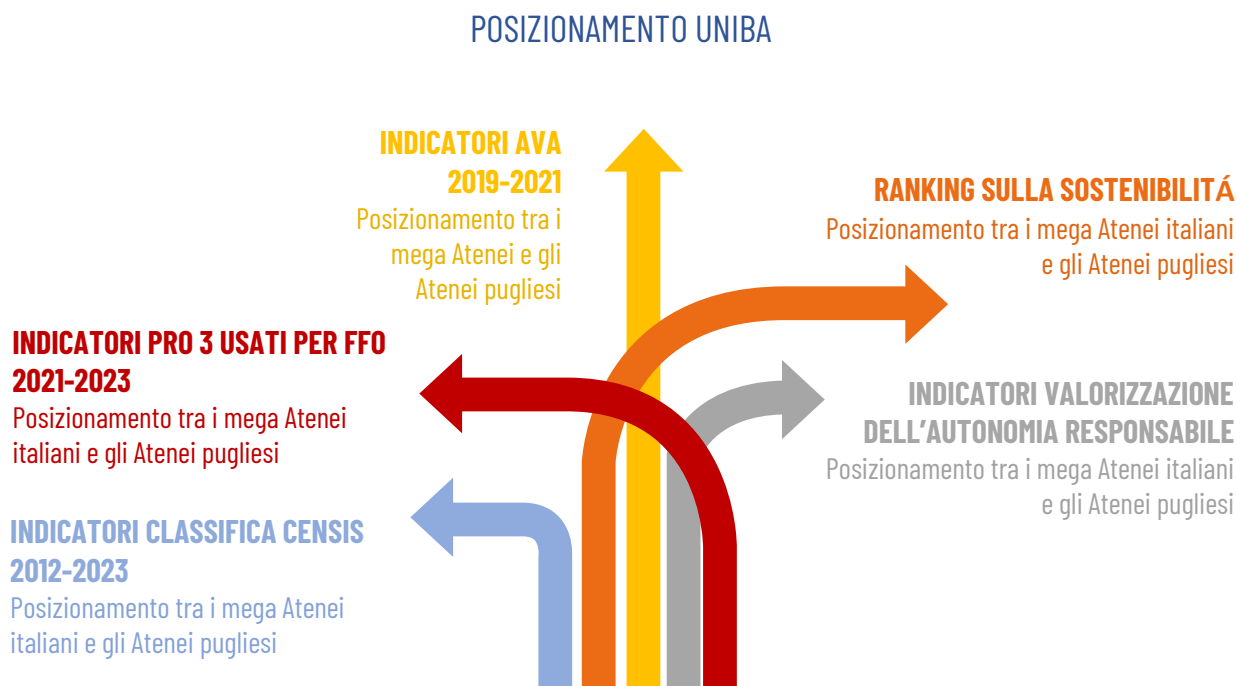 POSIZIONAMENTO UNIBA
INDICATORI AVA
2019-2021
Posizionamento tra i
mega Atenei e gli
Atenei pugliesi
RANKING SULLA SOSTENIBILITÁ
Posizionamento tra i mega Atenei italiani
e gli Atenei pugliesi
INDICATORI PRO 3 USATI PER FFO
2021-2023
Posizionamento tra i mega Atenei
italiani e gli Atenei pugliesi
INDICATORI VALORIZZAZIONE
DELL'AUTONOMIA RESPONSABILE
Posizionamento tra i mega Atenei italiani
e gli Atenei pugliesi
INDICATORI CLASSIFICA CENSIS
2012-2023
Posizionamento tra i mega Atenei
italiani e gli Atenei pugliesi